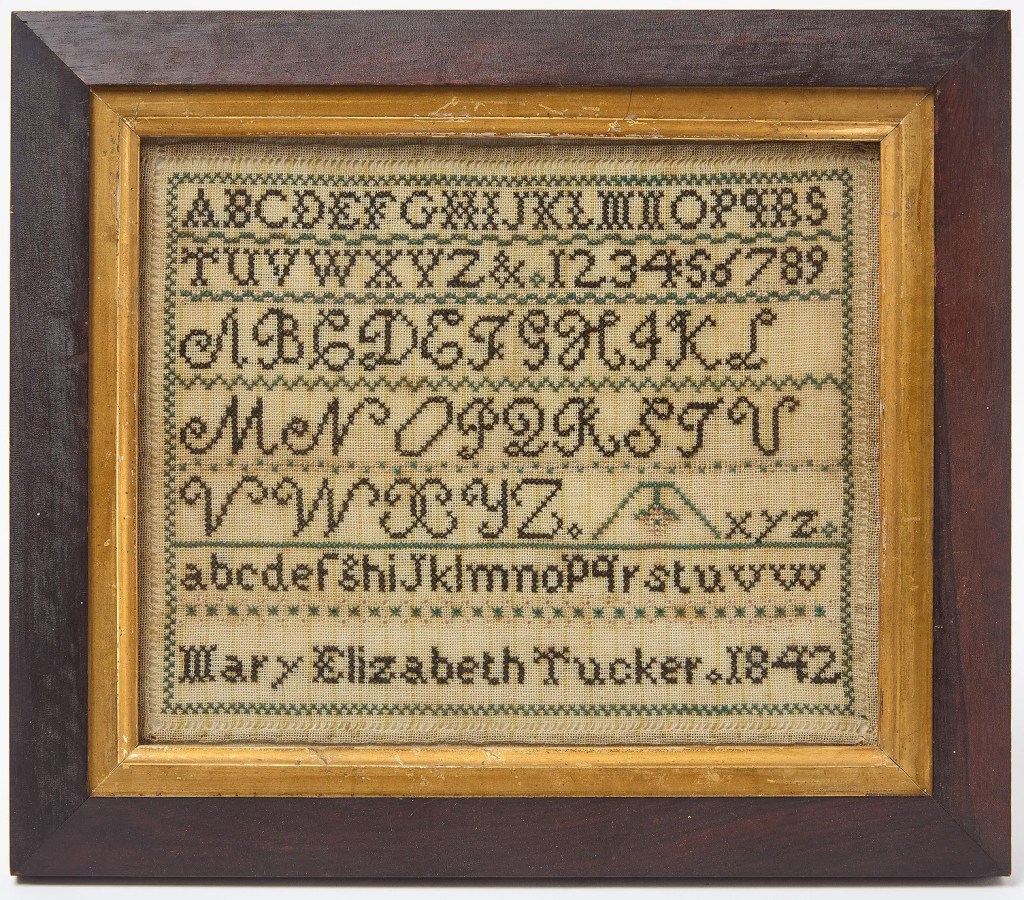 ABCDEFGHIJKLMNOPQRS
TUVWXYZ&.123456789
ABCDEFGHIKL
MNOPQRSTU
VWXYZ. xyz.
abcdefghijklmnopqrstuvw
Mary Elizabeth Tucker.1842